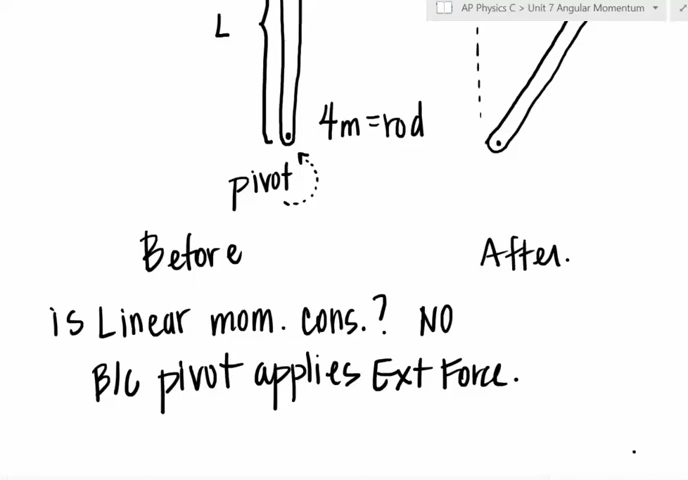 AP Physics C > Unit 7 Angular Momentum
L
4m = rod
pivot
Before
After.
is Linear mom. cons.? NO
B/C pivot applies Ext Force.